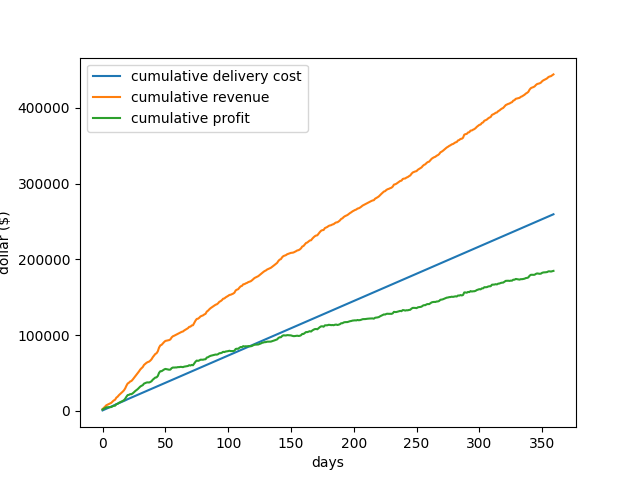 cumulative delivery cost
cumulative revenue
cumulative profit
400000
300000
200000
100000
0
dollar ($)
0 50 100 150 200 250 300 350
days